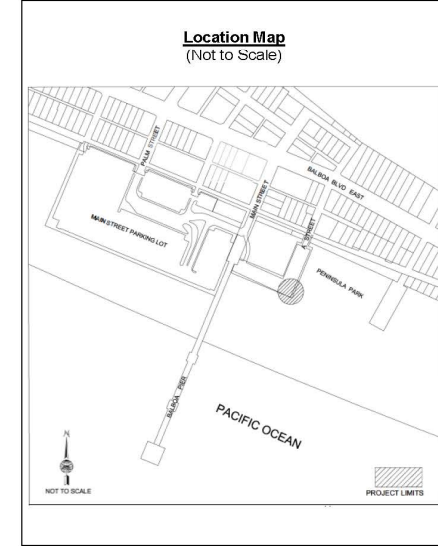 Location Map
(Not to Scale)
PALM STREET
MAIN STREET
BALBOA BLVD EAST
A STREET
MAIN STREET PARKING LOT
PENINSULA PARK
BALBOA PIER
PACIFIC OCEAN
N
NOT TO SCALE
PROJECT LIMITS